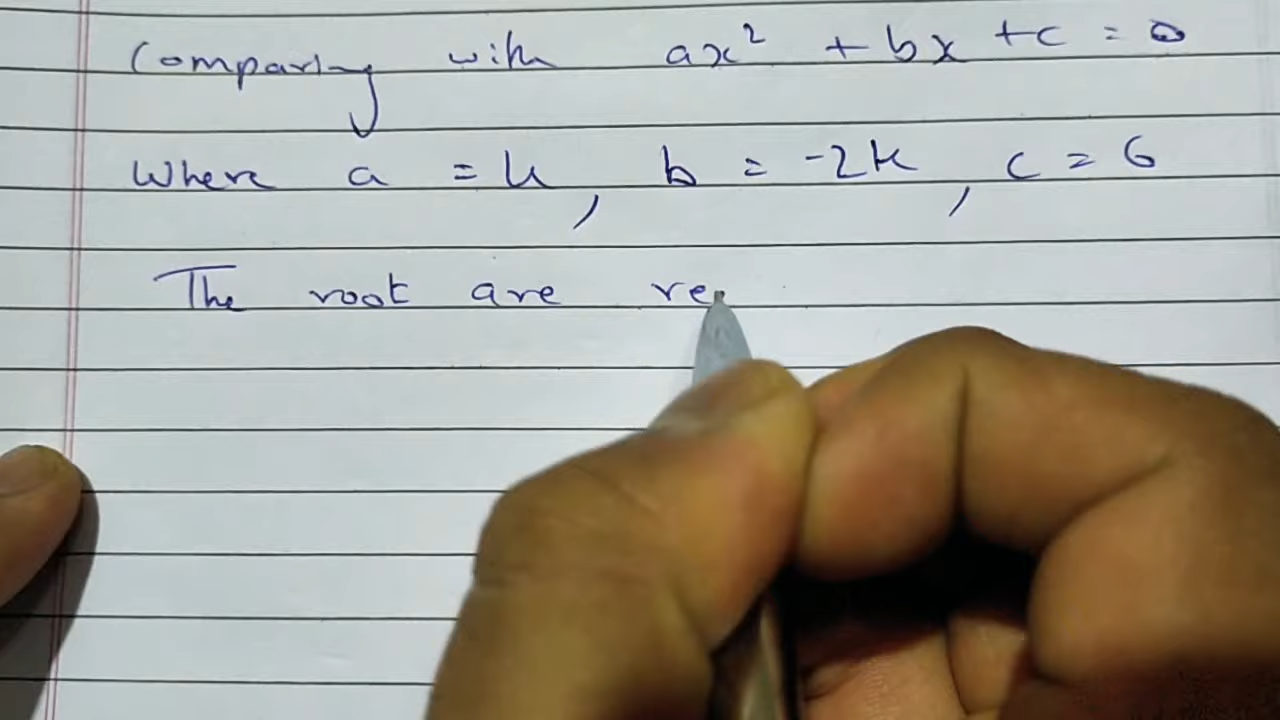 Comparing with ax² + bx + c = 0
Where a = k, b = -2k, c = 6
The root are re